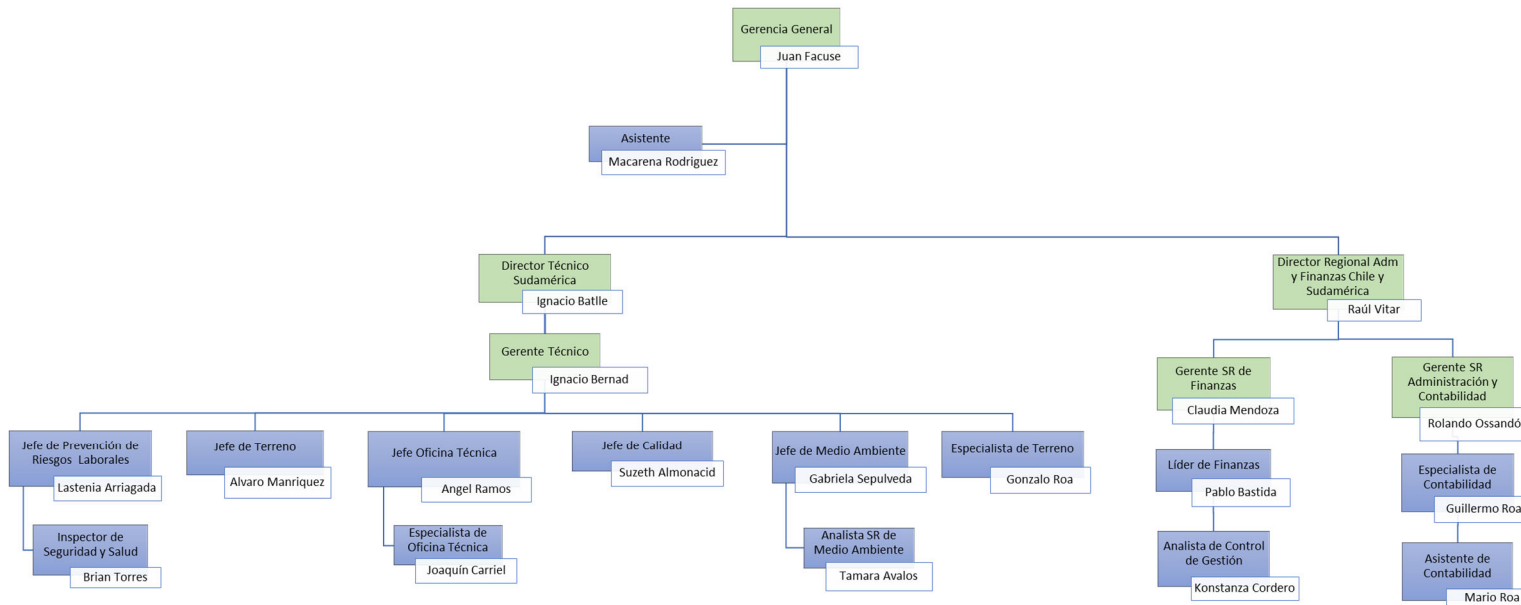 Gerencia General
Juan Facuse
Asistente
Macarena Rodriguez
Director Técnico
Sudamérica
Ignacio Batlle
Director Regional Adm
y Finanzas Chile y
Sudamérica
Raúl Vitar
Gerente Técnico
Ignacio Bernad
Gerente SR de
Finanzas
Claudia Mendoza
Gerente SR
Administración y
Contabilidad
Rolando Ossandó
Jefe de Prevención de
Riesgos Laborales
Lastenia Arriagada
Jefe de Terreno
Alvaro Manriquez
Jefe Oficina Técnica
Angel Ramos
Jefe de Calidad
Suzeth Almonacid
Jefe de Medio Ambiente
Gabriela Sepulveda
Especialista de Terreno
Gonzalo Roa
Líder de Finanzas
Pablo Bastida
Especialista de
Contabilidad
Guillermo Roa
Inspector de
Seguridad y Salud
Brian Torres
Especialista de
Oficina Técnica
Joaquín Carriel
Analista SR de
Medio Ambiente
Tamara Avalos
Analista de Control
de Gestión
Konstanza Cordero
Asistente de
Contabilidad
Mario Roa